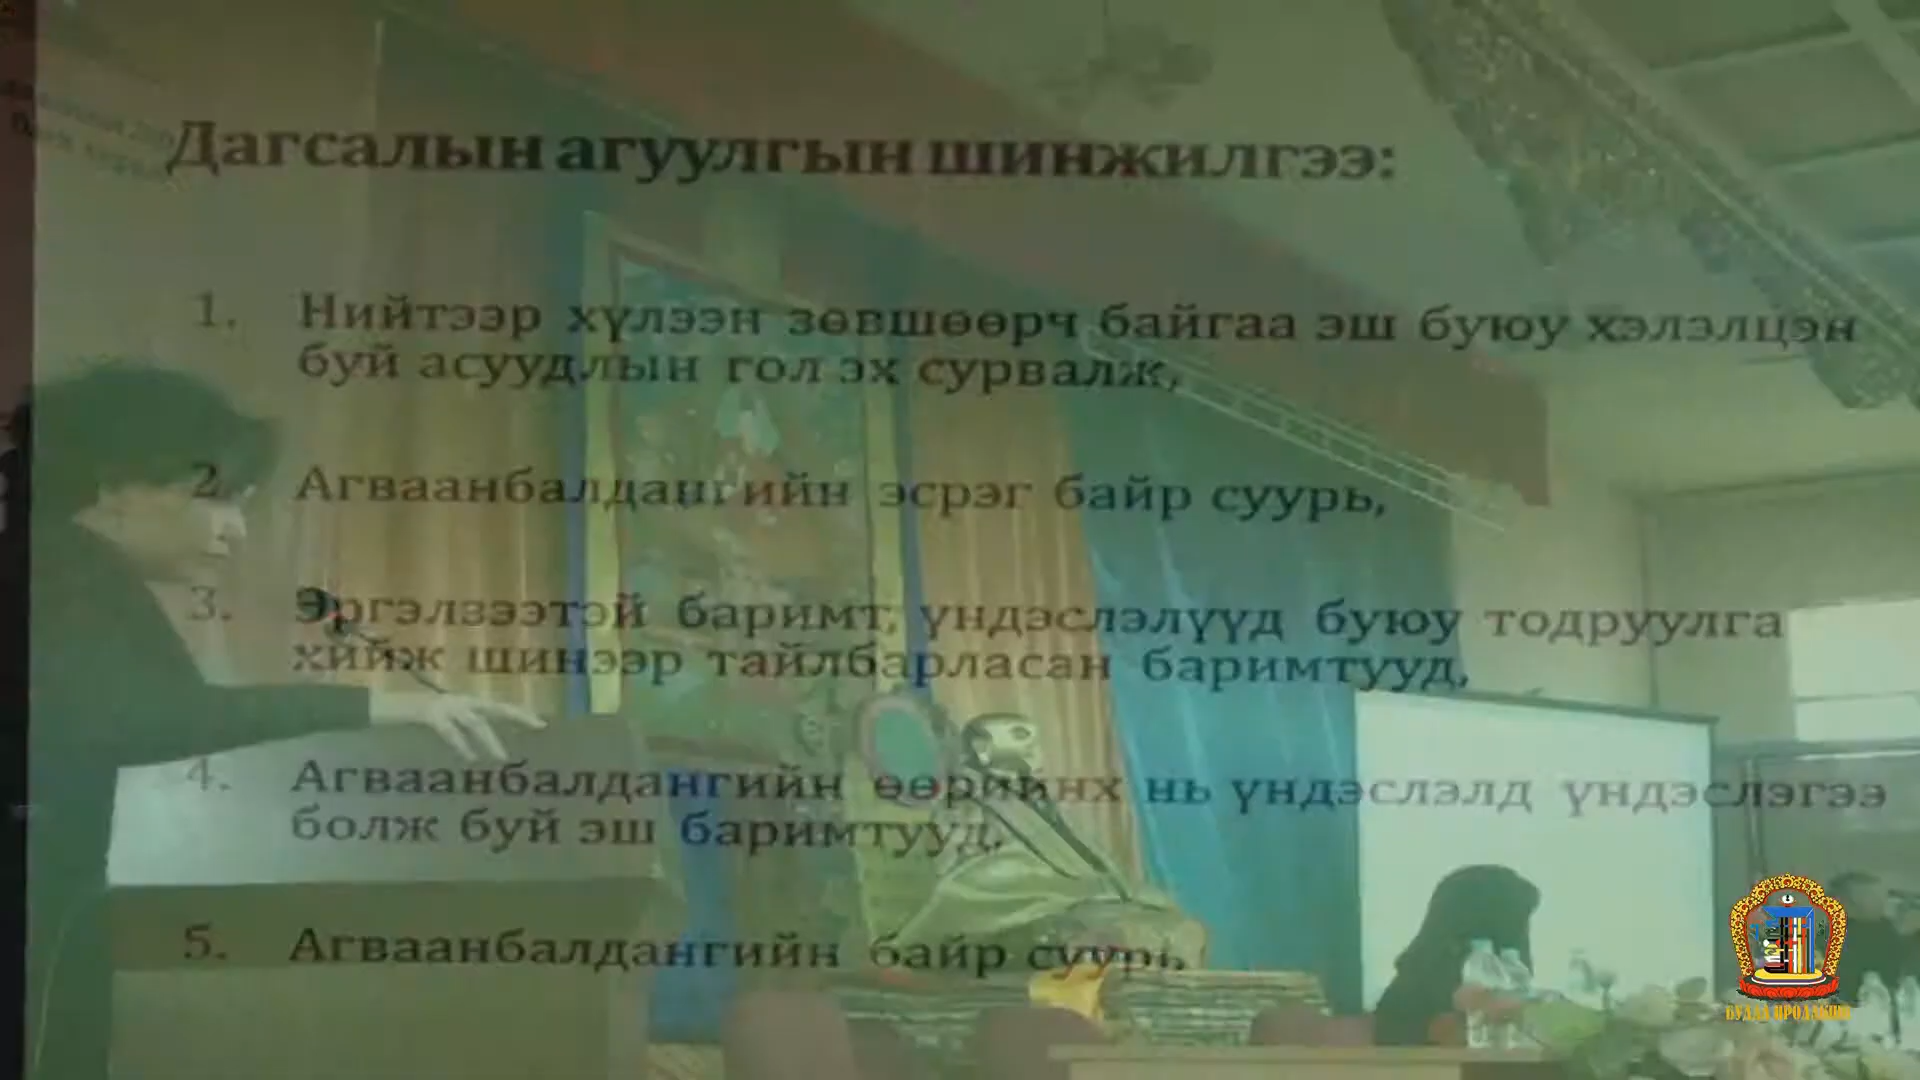 Дагсалын агуулгын шинжилгээ:
1. Нийтээр хүлээн зөвшөөрч байгаа эш буюу хэлэлцэн
буй асуудлын гол эх сурвалж,
2. Агваанбалдангийн эсрэг байр суурь,
3. Эргэлзээтэй баримт, үндэслэлүүд буюу тодруулга
хийж шинээр тайлбарласан баримтууд,
4. Агваанбалдангийн өөрийнх нь үндэслэлд үндэслэгээ
болж буй эш баримтууд,
5. Агваанбалдангийн байр суурь
БУДДА ПРОДАКШН